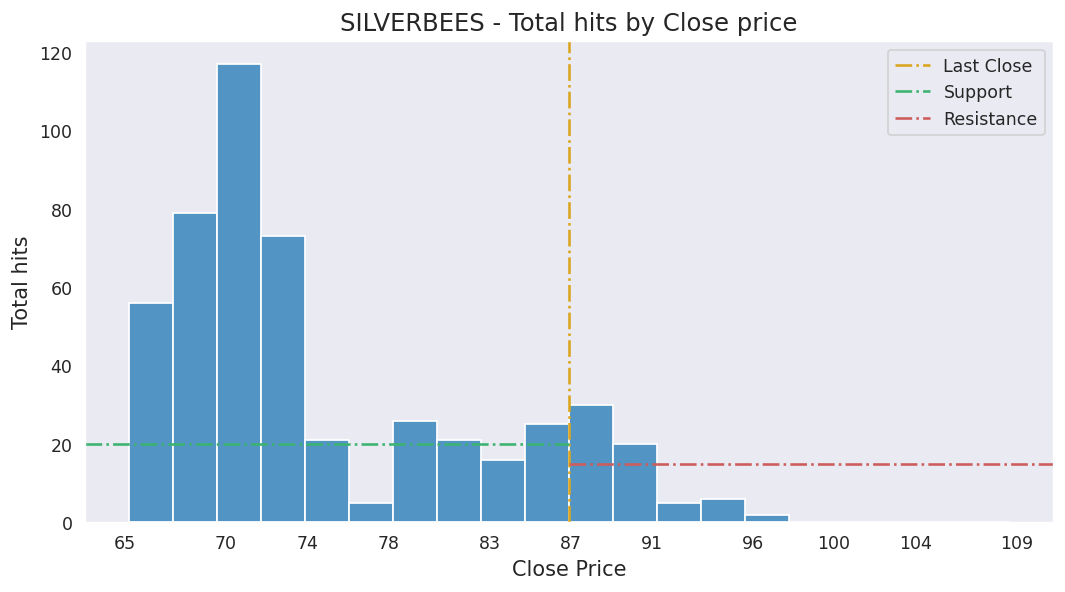 SILVERBEES - Total hits by Close price
Total hits
120
100
80
60
40
20
0
Last Close
Support
Resistance
65 70 74 78 83 87 91 96 100 104 109
Close Price